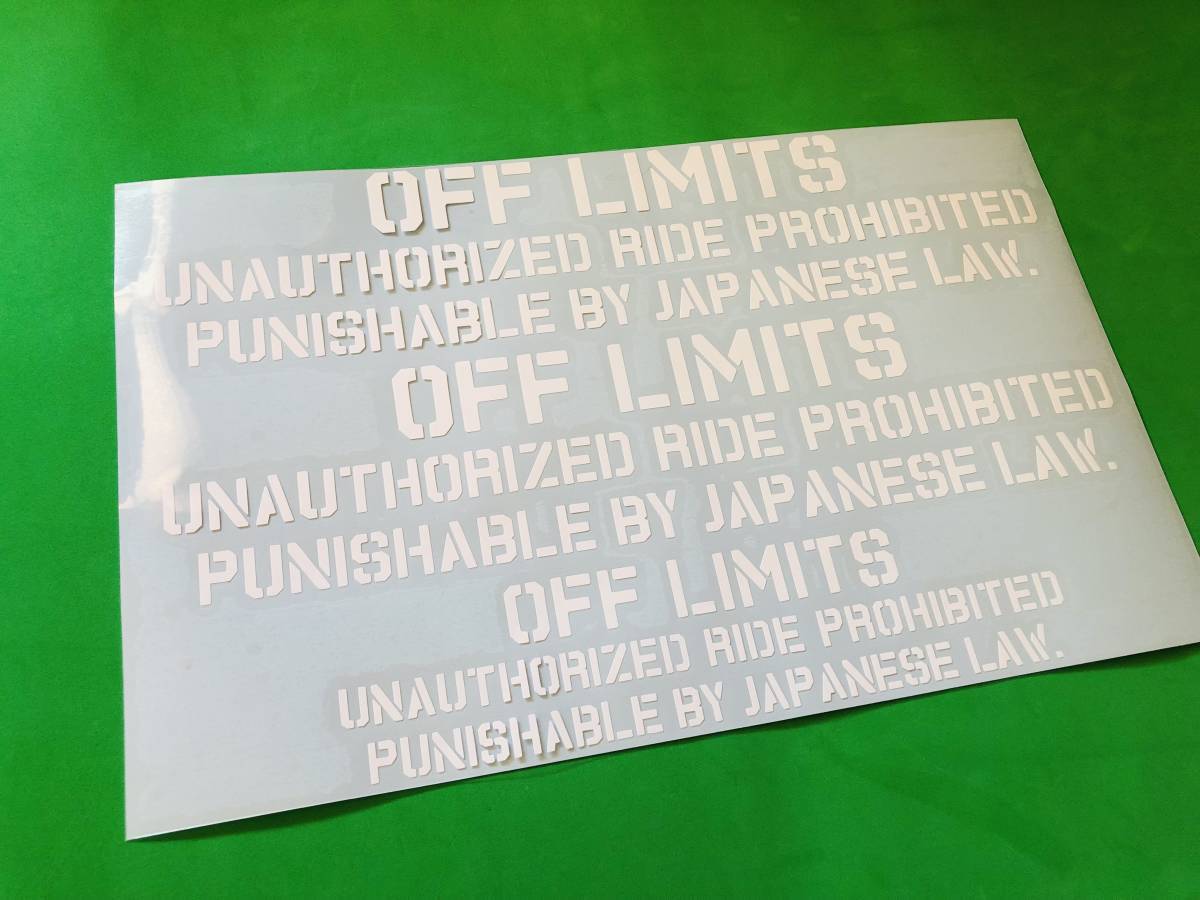 OFF LIMITS
UNAUTHORIZED RIDE PROHIBITED
PUNISHABLE BY JAPANESE LAW.
OFF LIMITS
UNAUTHORIZED RIDE PROHIBITED
PUNISHABLE BY JAPANESE LAW.
OFF LIMITS
UNAUTHORIZED RIDE PROHIBITED
PUNISHABLE BY JAPANESE LAW.